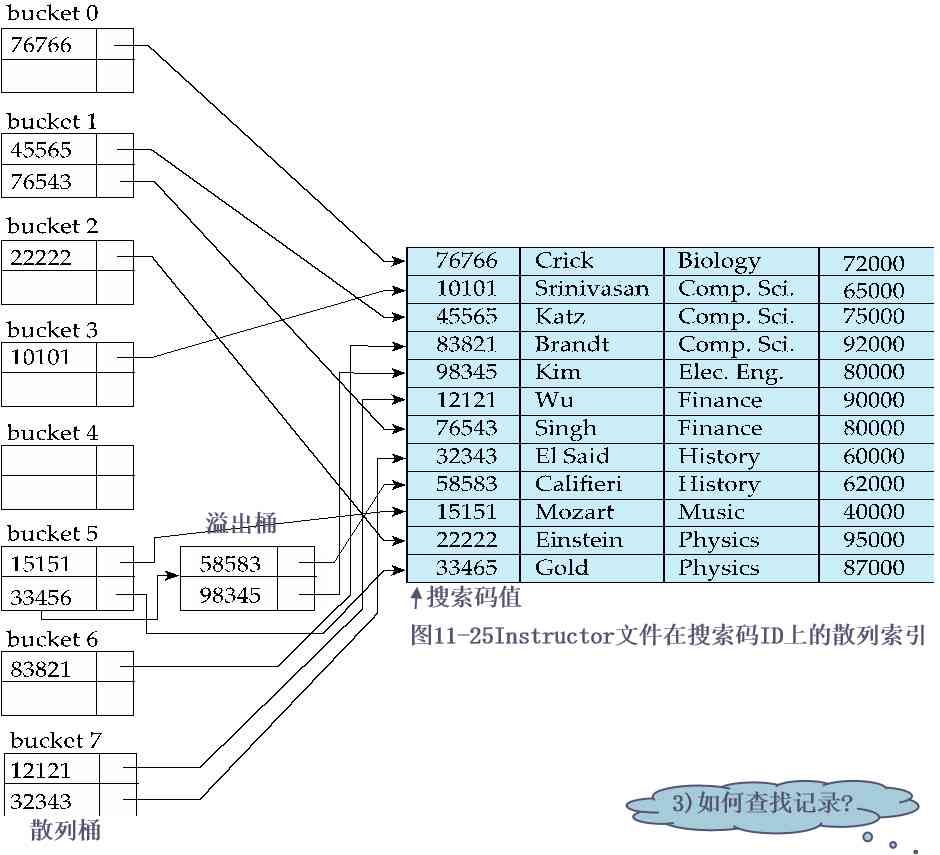 bucket 0
76766
bucket 1
45565
76543
bucket 2
22222
bucket 3
10101
bucket 4
bucket 5
15151
33456
溢出桶
58583
98345
bucket 6
83821
bucket 7
12121
32343
散列桶
76766 Crick Biology 72000
10101 Srinivasan Comp. Sci. 65000
45565 Katz Comp. Sci. 75000
83821 Brandt Comp. Sci. 92000
98345 Kim Elec. Eng. 80000
12121 Wu Finance 90000
76543 Singh Finance 80000
32343 El Said History 60000
58583 Califieri History 62000
15151 Mozart Music 40000
22222 Einstein Physics 95000
33465 Gold Physics 87000
搜索码值
图11-25Instructor文件在搜索码ID上的散列索引
3)如何查找记录?